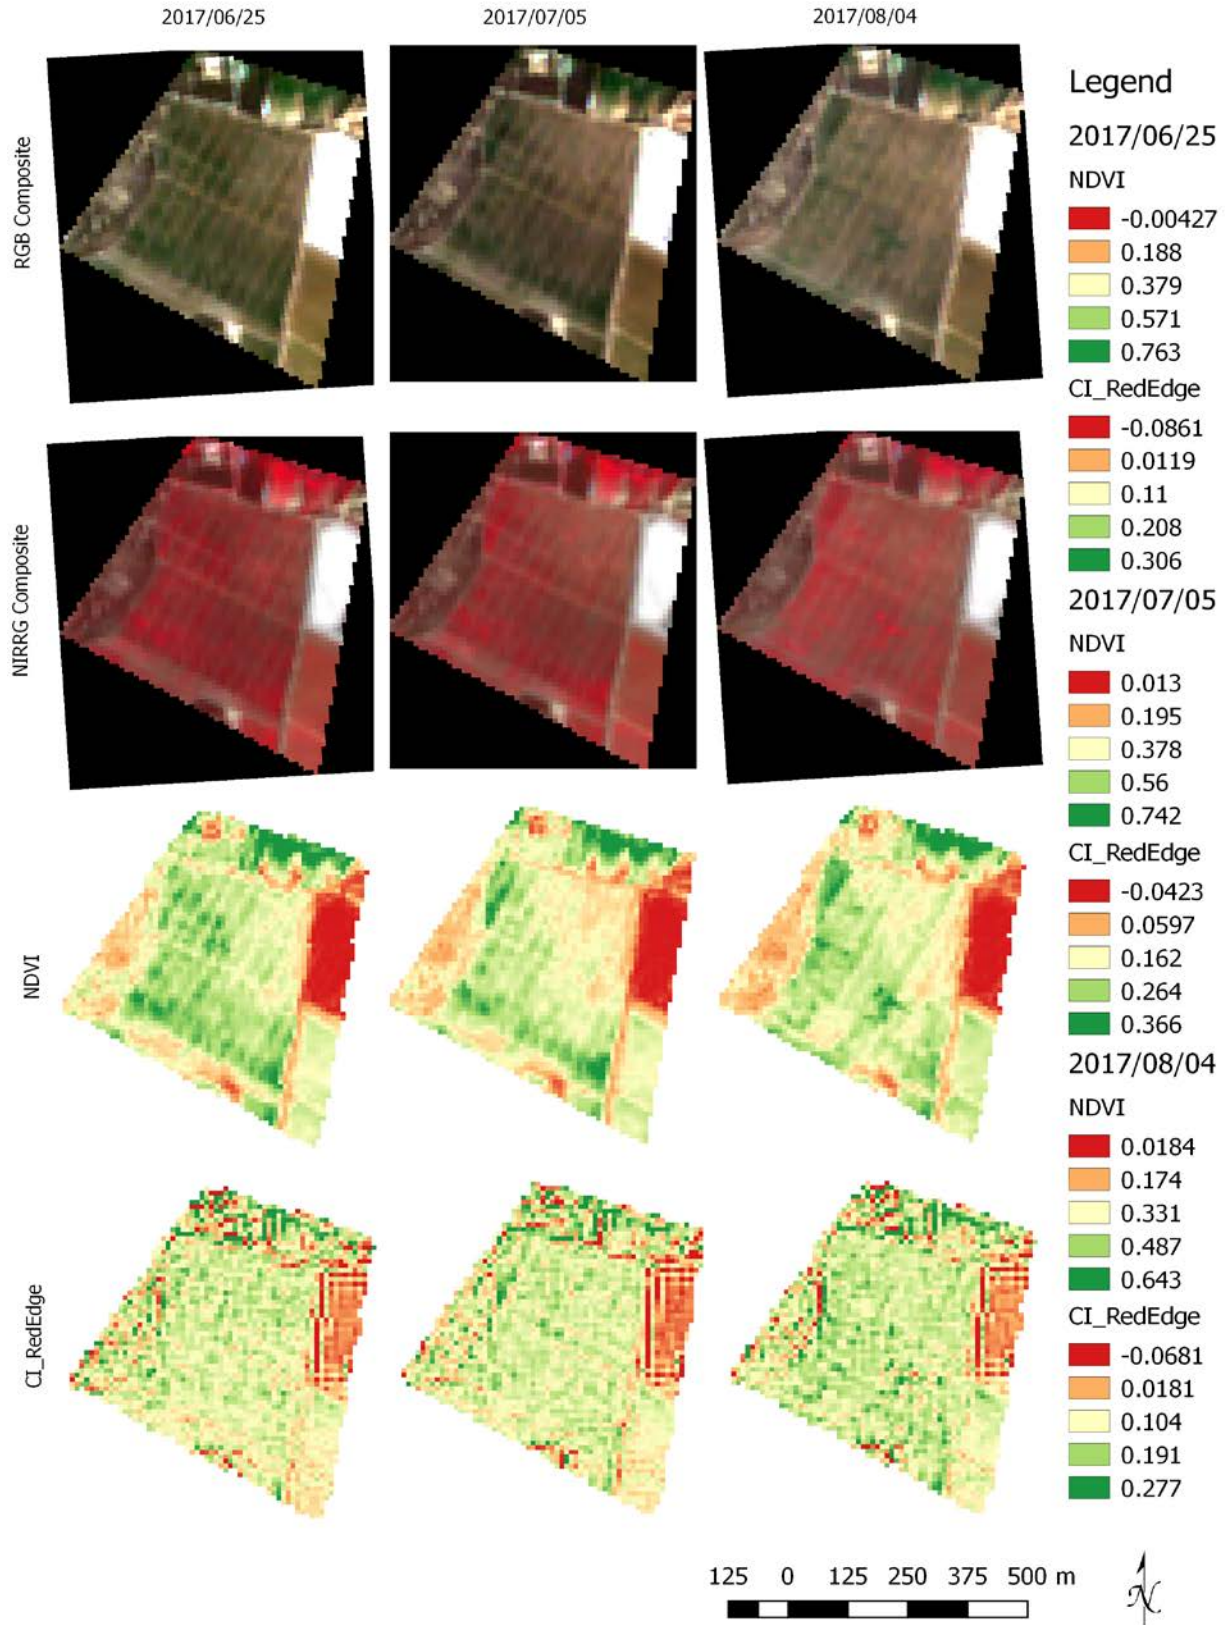 2017/06/25
2017/07/05
2017/08/04
RGB Composite
NIRRG Composite
NDVI
CI_RedEdge
Legend
2017/06/25
NDVI
-0.00427
0.188
0.379
0.571
0.763
CI_RedEdge
-0.0861
0.0119
0.11
0.208
0.306
2017/07/05
NDVI
0.013
0.195
0.378
0.56
0.742
CI_RedEdge
-0.0423
0.0597
0.162
0.264
0.366
2017/08/04
NDVI
0.0184
0.174
0.331
0.487
0.643
CI_RedEdge
-0.0681
0.0181
0.104
0.191
0.277
125 0 125 250 375 500 m
N